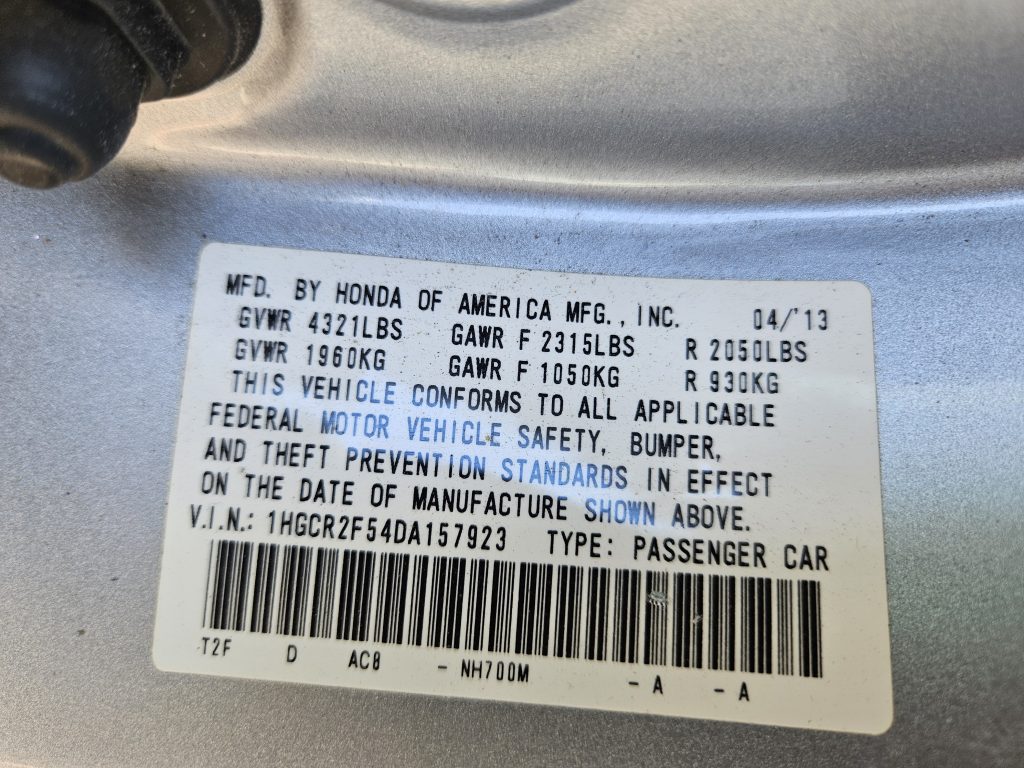 MFD. BY HONDA OF AMERICA MFG., INC. 04/'13
GVWR 4321LBS GAWR F 2315LBS R 2050LBS
GVWR 1960KG GAWR F 1050KG R 930KG
THIS VEHICLE CONFORMS TO ALL APPLICABLE
FEDERAL MOTOR VEHICLE SAFETY, BUMPER,
AND THEFT PREVENTION STANDARDS IN EFFECT
ON THE DATE OF MANUFACTURE SHOWN ABOVE.
V.I.N.: 1HGCR2F54DA157923 TYPE: PASSENGER CAR
T2F D AC8 - NH700M - A - A